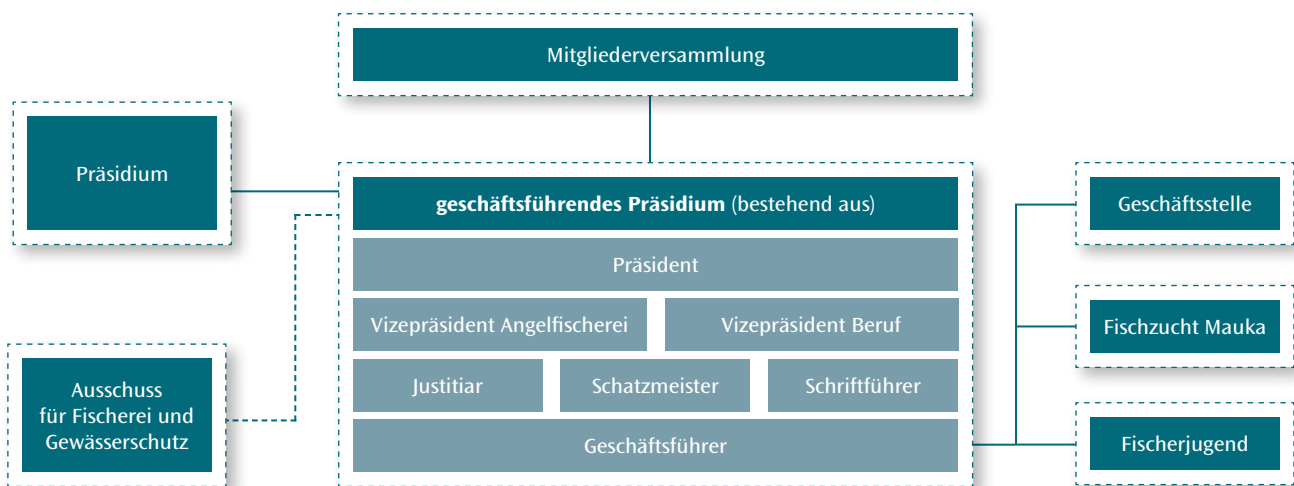 Mitgliederversammlung
Präsidium
geschäftsführendes Präsidium (bestehend aus)
Präsident
Vizepräsident Angelfischerei
Vizepräsident Beruf
Justitiar
Schatzmeister
Schriftführer
Geschäftsführer
Ausschuss
für Fischerei und
Gewässerschutz
Geschäftsstelle
Fischzucht Mauka
Fischerjugend